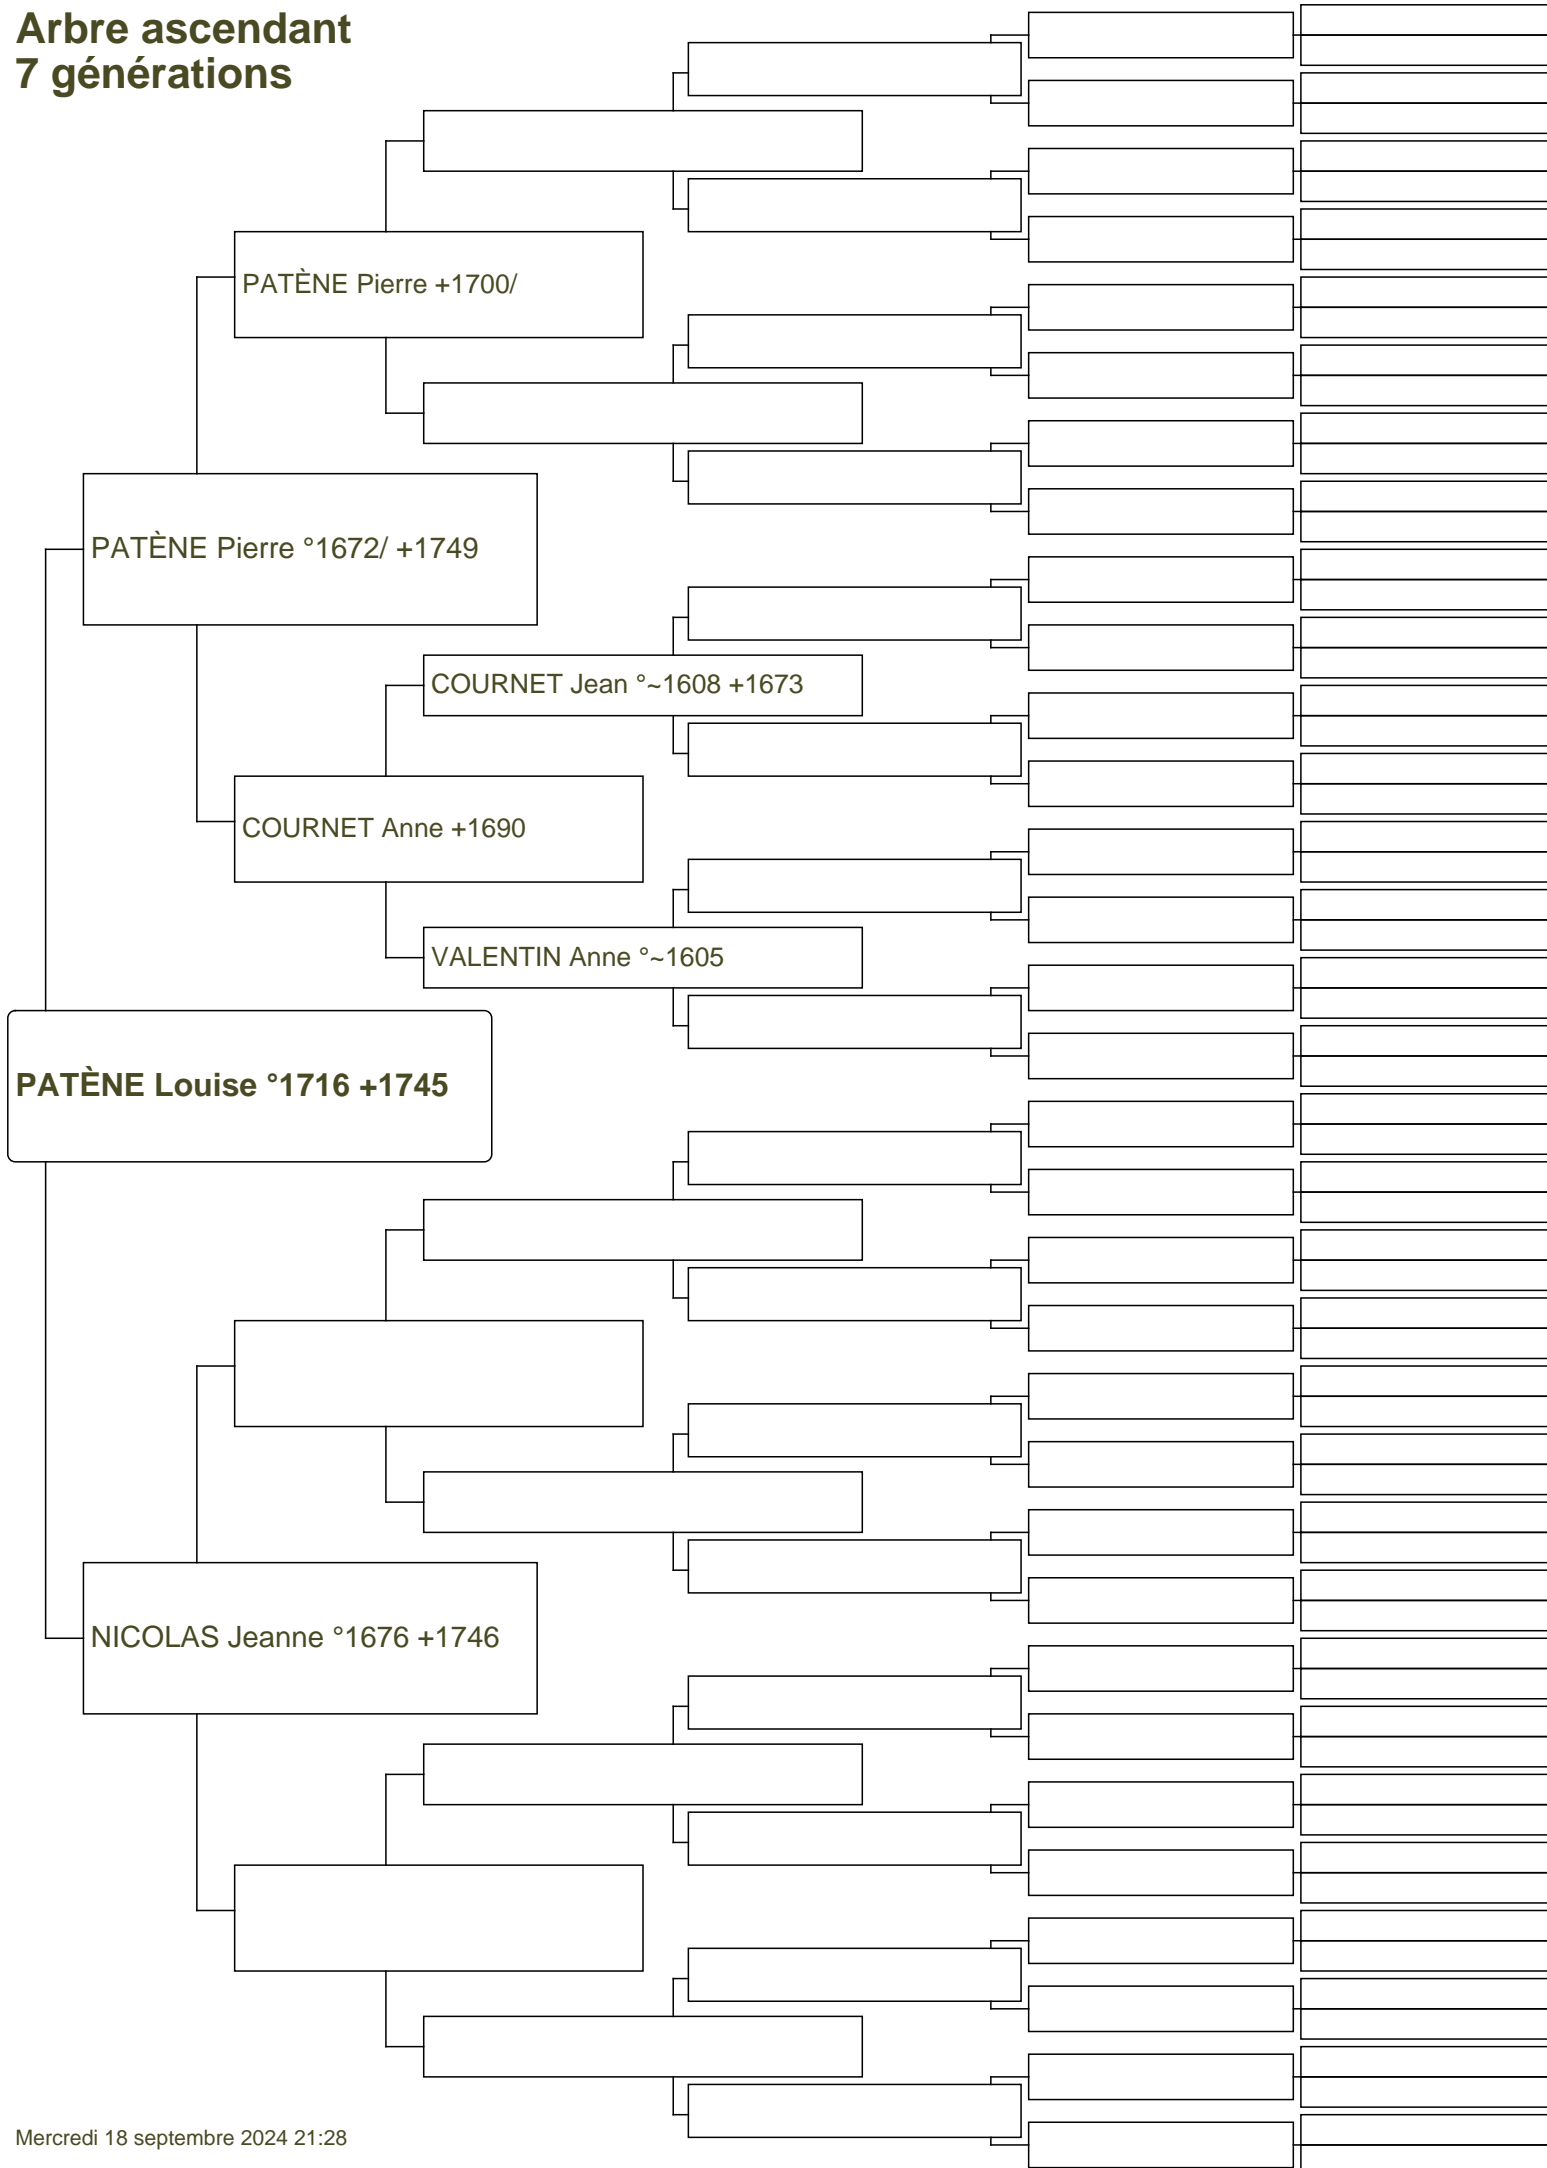 Arbre ascendant
7 générations
PATÈNE Pierre +1700/
PATÈNE Pierre °1672/ +1749
COURNET Jean °~1608 +1673
COURNET Anne +1690
VALENTIN Anne °~1605
PATÈNE Louise °1716 +1745
NICOLAS Jeanne °1676 +1746
Mercredi 18 septembre 2024 21:28